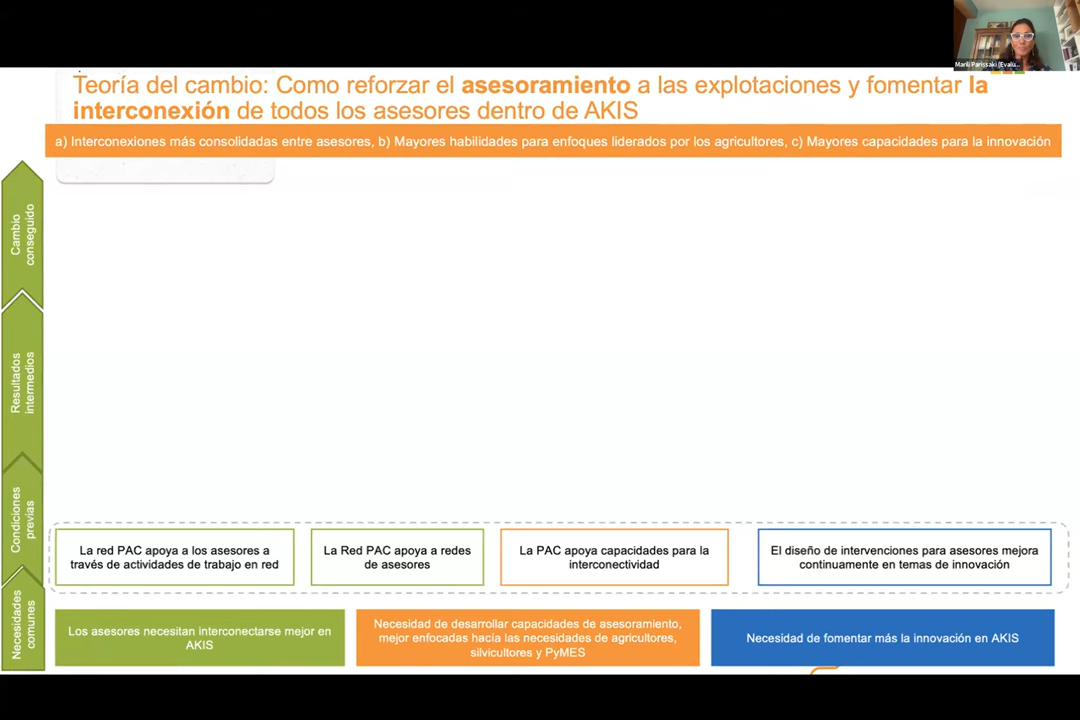 Marili Parissaki (Evalu...
Teoría del cambio: Como reforzar el asesoramiento a las explotaciones y fomentar la
interconexión de todos los asesores dentro de AKIS
a) Interconexiones más consolidadas entre asesores, b) Mayores habilidades para enfoques liderados por los agricultores, c) Mayores capacidades para la innovación
Cambio
conseguido
Resultados
intermedios
Condiciones
previas
La red PAC apoya a los asesores a
través de actividades de trabajo en red
La Red PAC apoya a redes
de asesores
La PAC apoya capacidades para la
interconectividad
El diseño de intervenciones para asesores mejora
continuamente en temas de innovación
Necesidades
comunes
Los asesores necesitan interconectarse mejor en
AKIS
Necesidad de desarrollar capacidades de asesoramiento,
mejor enfocadas hacía las necesidades de agricultores,
silvicultores y PyMES
Necesidad de fomentar más la innovación en AKIS